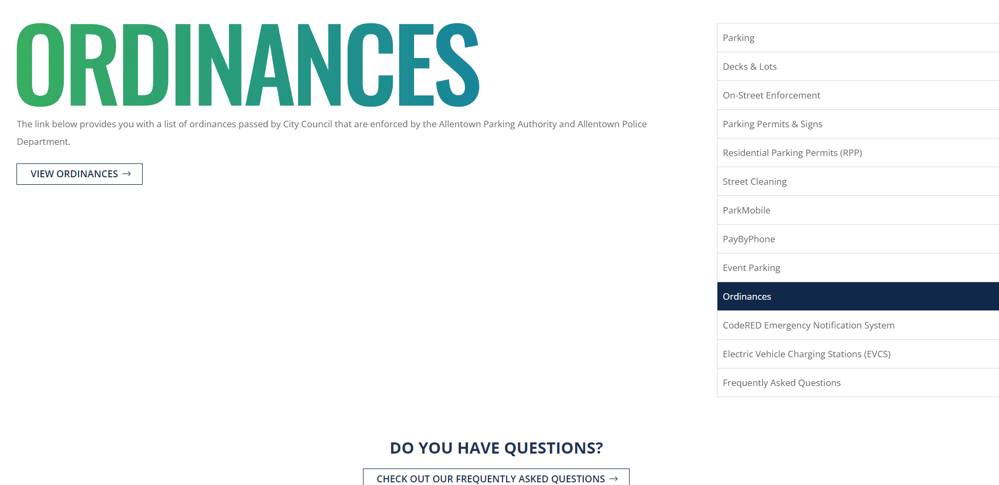 ORDINANCES
The link below provides you with a list of ordinances passed by City Council that are enforced by the Allentown Parking Authority and Allentown Police
Department.
VIEW ORDINANCES →
Parking
Decks & Lots
On-Street Enforcement
Parking Permits & Signs
Residential Parking Permits (RPP)
Street Cleaning
ParkMobile
PayByPhone
Event Parking
Ordinances
CodeRED Emergency Notification System
Electric Vehicle Charging Stations (EVCS)
Frequently Asked Questions
DO YOU HAVE QUESTIONS?
CHECK OUT OUR FREQUENTLY ASKED QUESTIONS →